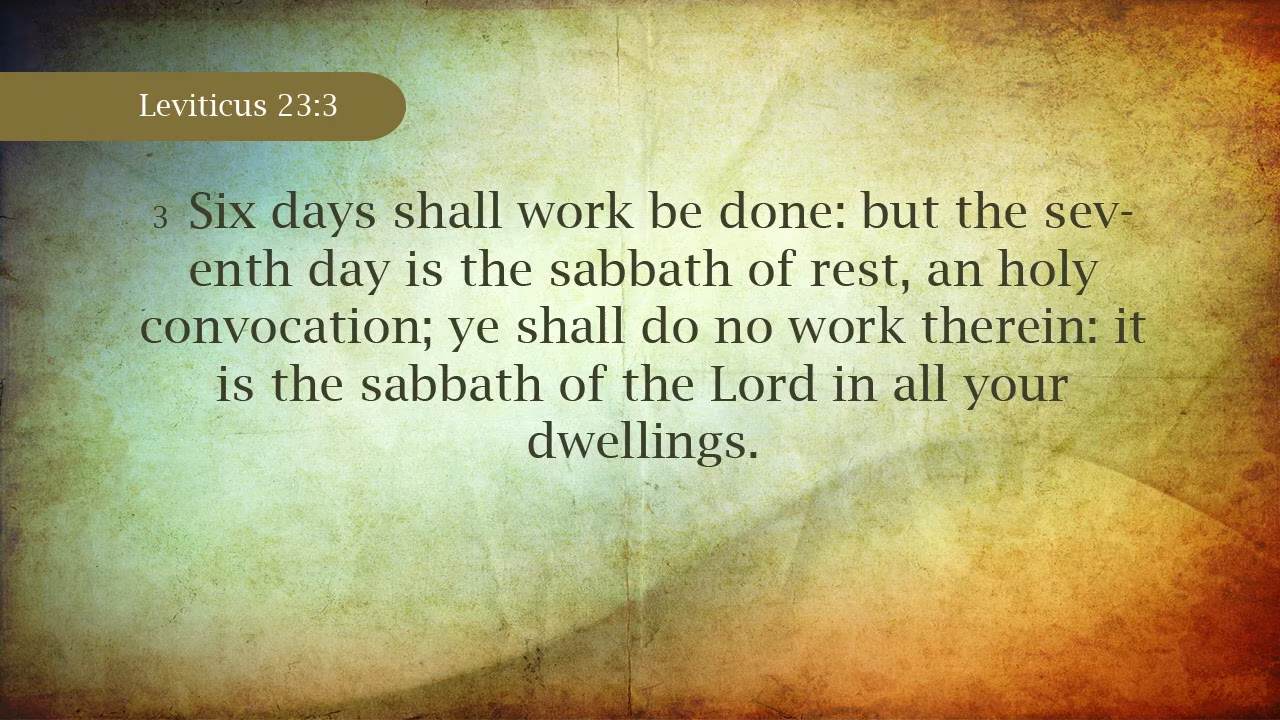 Leviticus 23:3
3 Six days shall work be done: but the sev-
enth day is the sabbath of rest, an holy
convocation; ye shall do no work therein: it
is the sabbath of the Lord in all your
dwellings.